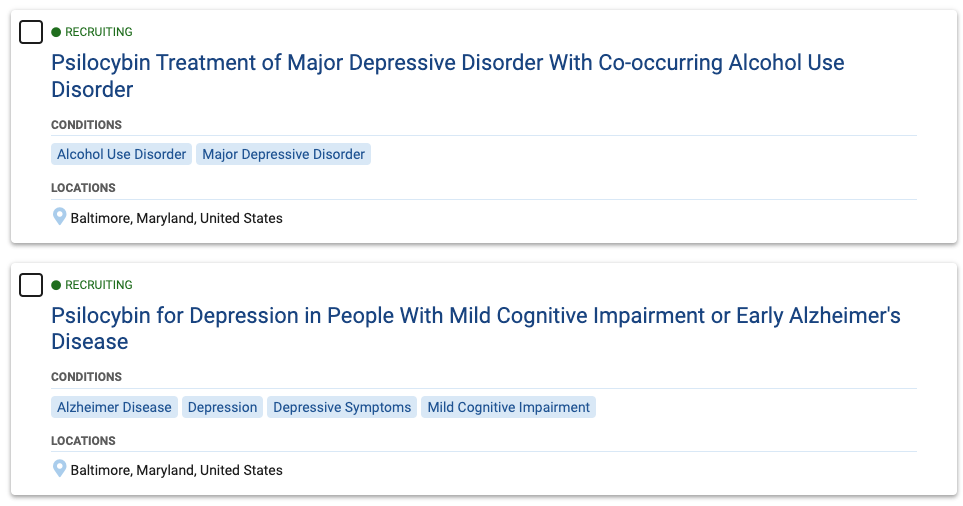 RECRUITING
Psilocybin Treatment of Major Depressive Disorder With Co-occurring Alcohol Use
Disorder
CONDITIONS
Alcohol Use Disorder Major Depressive Disorder
LOCATIONS
Baltimore, Maryland, United States
RECRUITING
Psilocybin for Depression in People With Mild Cognitive Impairment or Early Alzheimer's
Disease
CONDITIONS
Alzheimer Disease Depression Depressive Symptoms Mild Cognitive Impairment
LOCATIONS
Baltimore, Maryland, United States